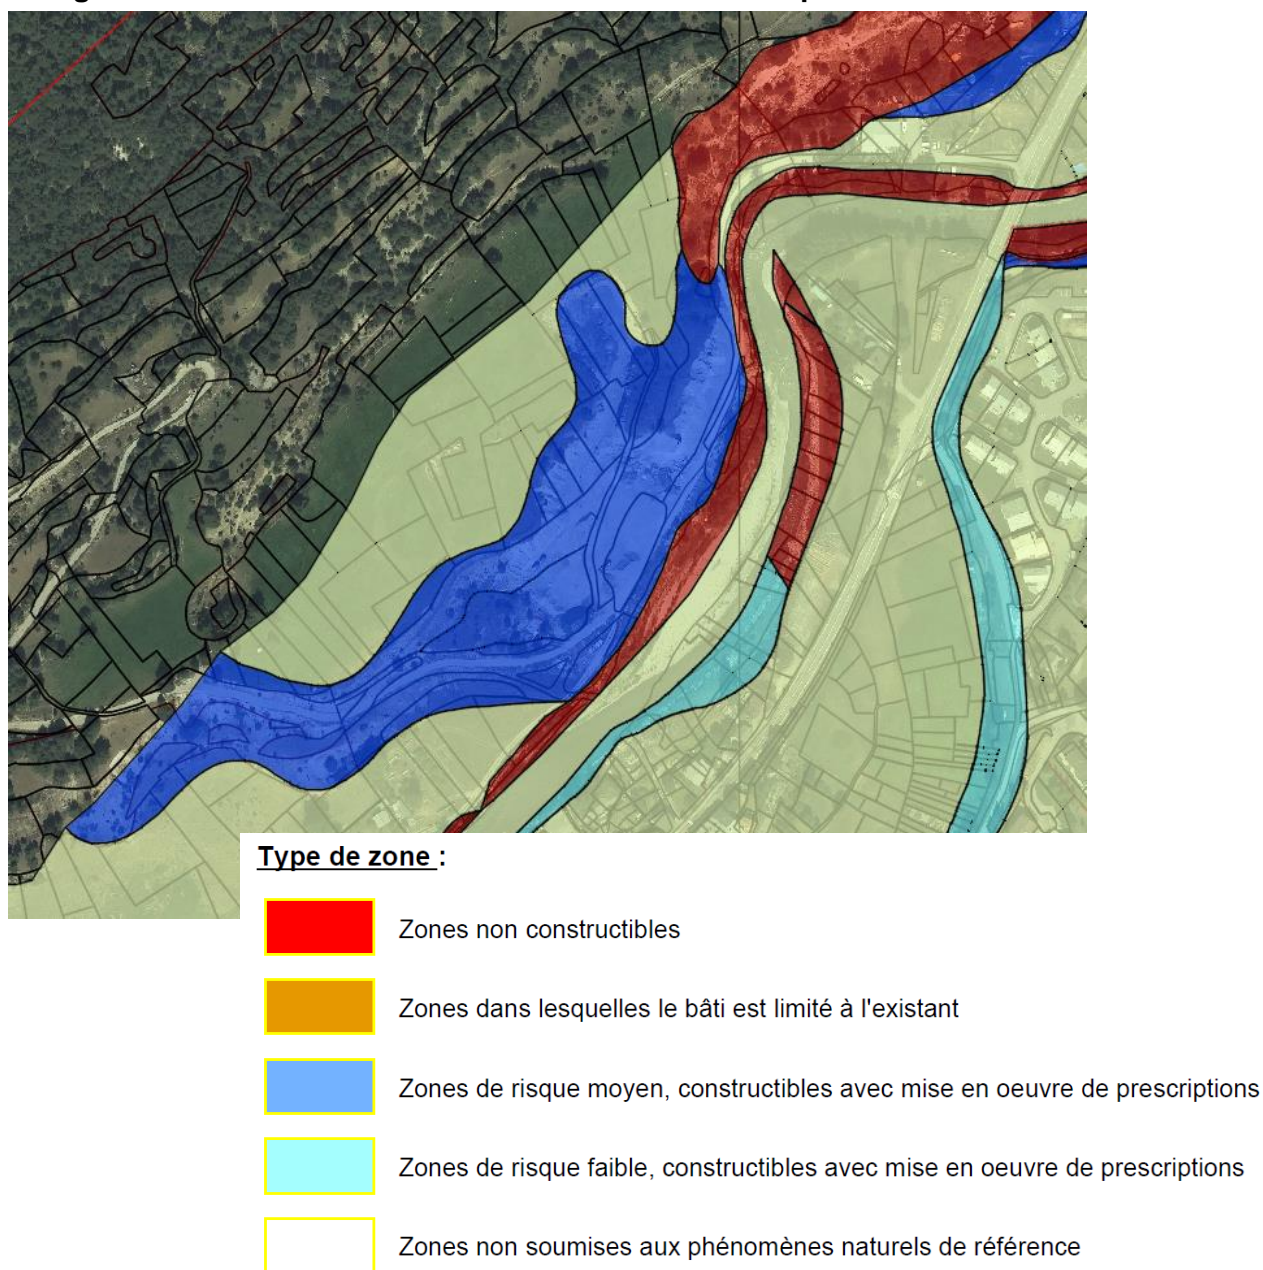 Type de zone :
Zones non constructibles
Zones dans lesquelles le bâti est limité à l'existant
Zones de risque moyen, constructibles avec mise en oeuvre de prescriptions
Zones de risque faible, constructibles avec mise en oeuvre de prescriptions
Zones non soumises aux phénomènes naturels de référence